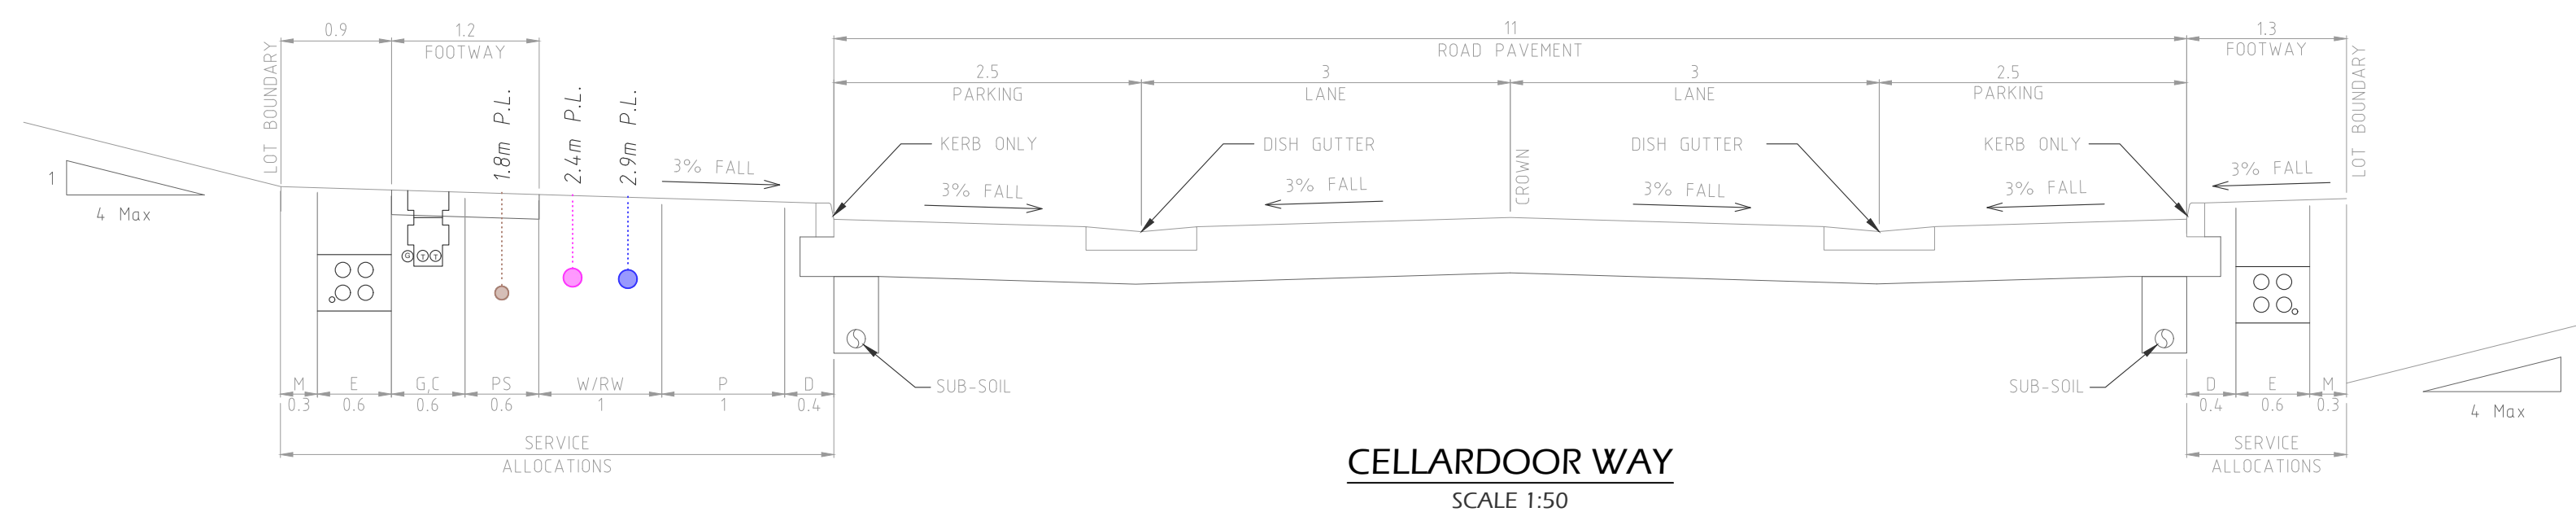 0.9
1.2
FOOTWAY
11
ROAD PAVEMENT
1.3
FOOTWAY
LOT BOUNDARY
LOT BOUNDARY
2.5
PARKING
3
LANE
3
LANE
2.5
PARKING
1.8m P.L.
2.4m P.L.
2.9m P.L.
KERB ONLY
DISH GUTTER
DISH GUTTER
KERB ONLY
CROWN
3% FALL
3% FALL
3% FALL
3% FALL
3% FALL
3% FALL
1
4 Max
G
T
T
SUB-SOIL
SUB-SOIL
M
E
G,C
PS
W/RW
P
D
0.3
0.6
0.6
0.6
1
1
0.4
D
E
M
0.4
0.6
0.3
1
4 Max
SERVICE
ALLOCATIONS
SERVICE
ALLOCATIONS
CELLARDOOR WAY
SCALE 1:50